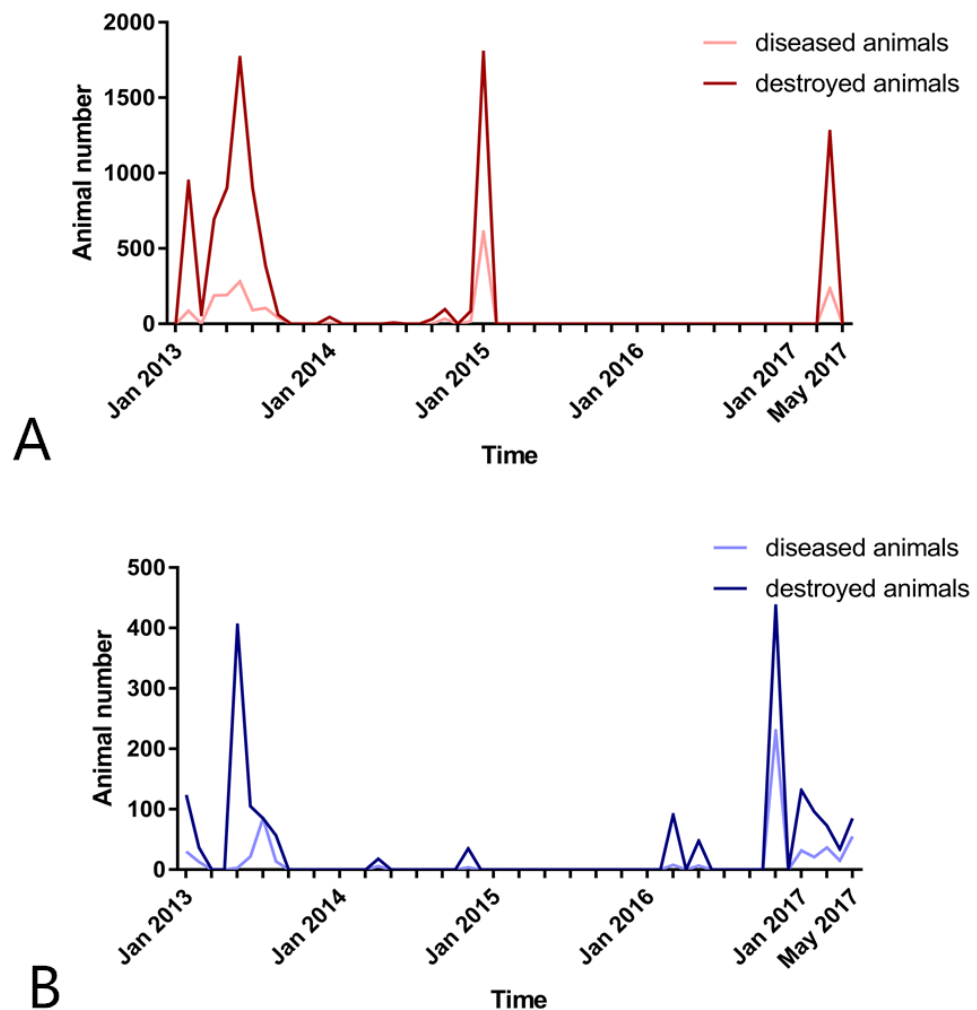 2000
1500
1000
500
0
Animal number
diseased animals
destroyed animals
Jan 2013
Jan 2014
Jan 2015
Jan 2016
Jan 2017
May 2017
Time
A
500
400
300
200
100
0
Animal number
diseased animals
destroyed animals
Jan 2013
Jan 2014
Jan 2015
Jan 2016
Jan 2017
May 2017
Time
B